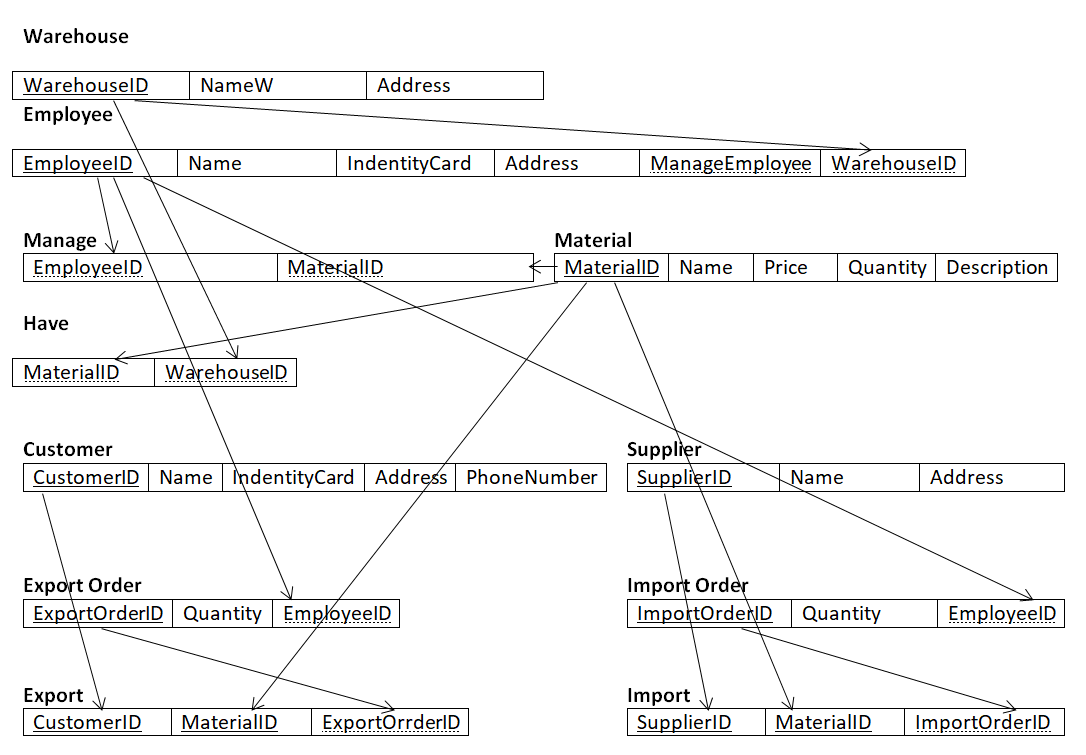 Warehouse
WarehouseID NameW Address
Employee
EmployeeID Name IndentityCard Address ManageEmployee WarehouseID
Manage Material
EmployeeID MaterialID MaterialID Name Price Quantity Description
Have
MaterialID WarehouseID
Customer Supplier
CustomerID Name IndentityCard Address PhoneNumber SupplierID Name Address
Export Order Import Order
ExportOrderID Quantity EmployeeID ImportOrderID Quantity EmployeeID
Export Import
CustomerID MaterialID ExportOrrderID SupplierID MaterialID ImportOrderID